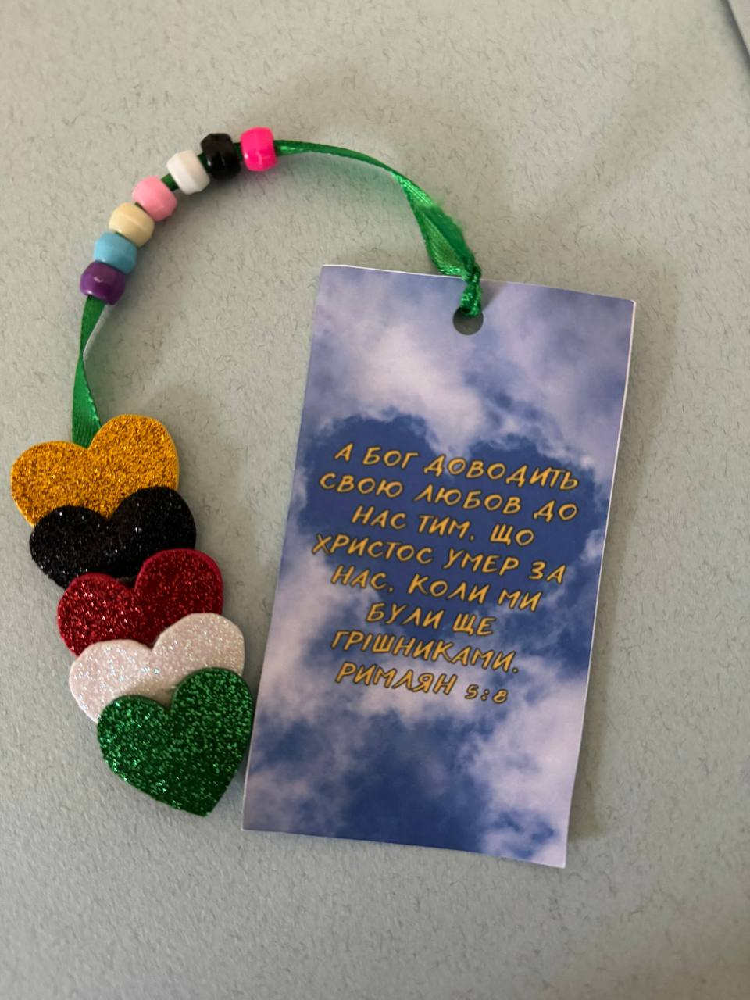 А БОГ ДОВОДИТЬ
СВОЮ ЛЮБОВ ДО
НАС ТИМ, ЩО
ХРИСТОС УМЕР ЗА
НАС, КОЛИ МИ
БУЛИ ЩЕ
ГРІШНИКАМИ.
РИМЛЯН 5:8